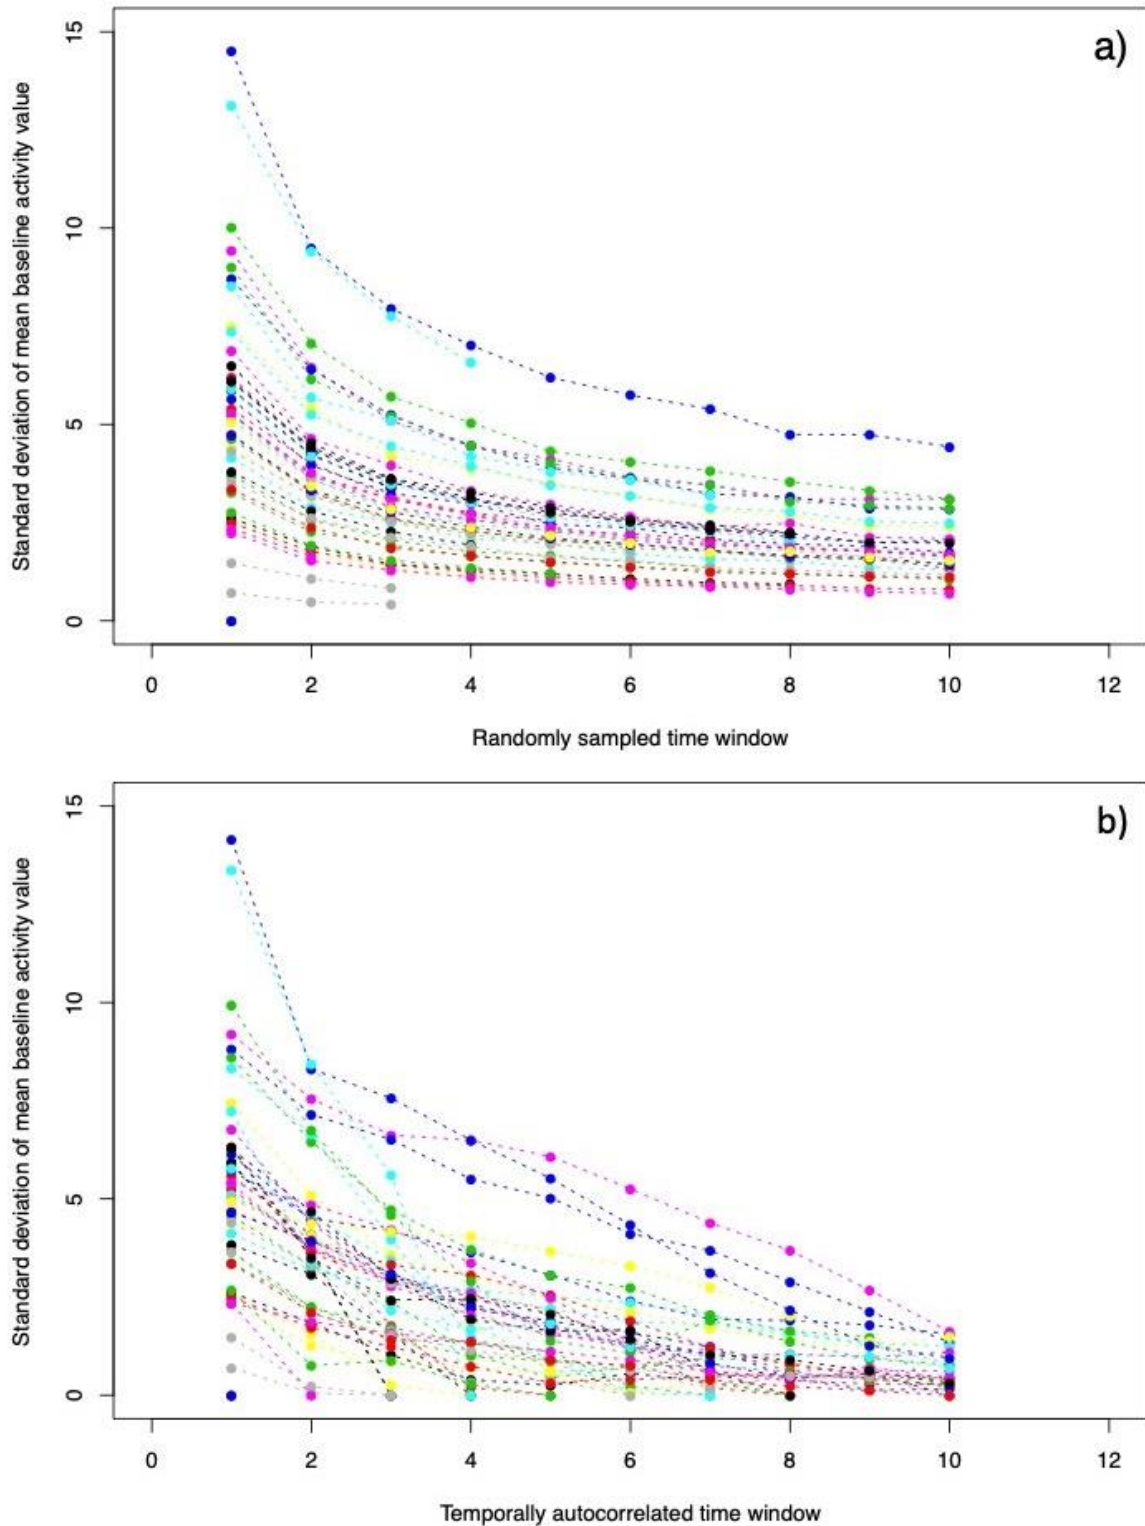 a)
Standard deviation of mean baseline activity value
15
10
5
0
0 2 4 6 8 10 12
Randomly sampled time window
b)
Standard deviation of mean baseline activity value
15
10
5
0
0 2 4 6 8 10 12
Temporally autocorrelated time window